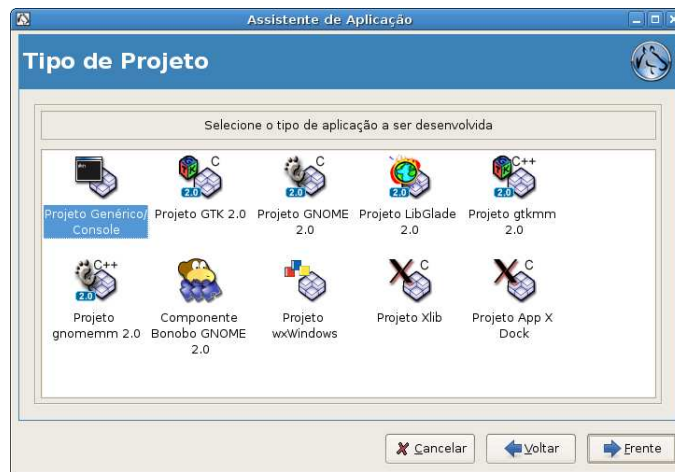 Assistente de Aplicação
Tipo de Projeto
Selecione o tipo de aplicação a ser desenvolvida
C C C C++
2.0 2.0 2.0 2.0
Projeto Genérico/ Projeto GTK 2.0 Projeto GNOME Projeto LibGlade Projeto gtkmm
Console 2.0 2.0 2.0
C++ C C
2.0
Projeto Componente Projeto Projeto Xlib Projeto App X
gnomemm 2.0 Bonobo GNOME wxWindows Dock
2.0
Cancelar Voltar Frente